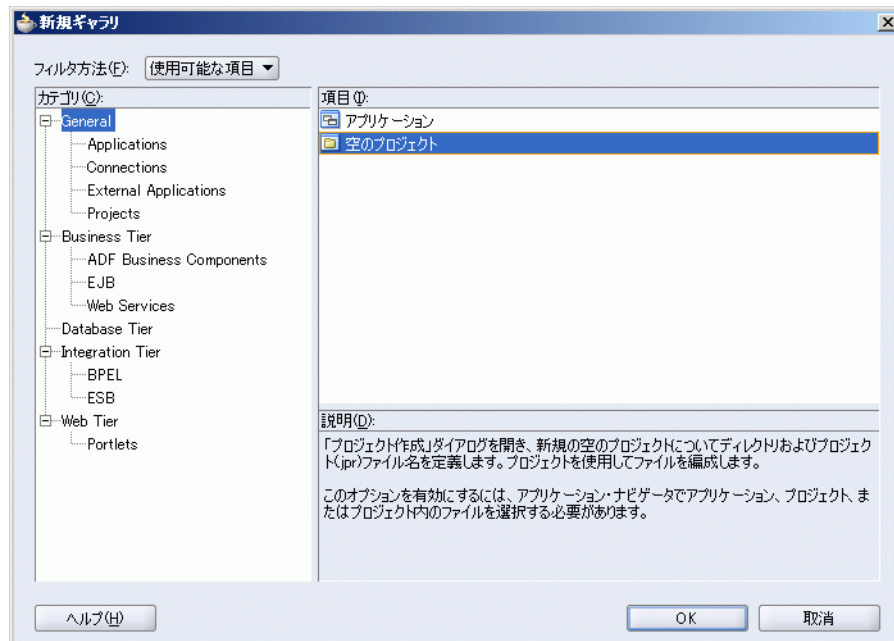 新規ギャラリ
フィルタ方法(F): 使用可能な項目
カテゴリ(C):
General
Applications
Connections
External Applications
Projects
Business Tier
ADF Business Components
EJB
Web Services
Database Tier
Integration Tier
BPEL
ESB
Web Tier
Portlets
項目(I):
アプリケーション
空のプロジェクト
説明(D):
「プロジェクト作成」ダイアログを開き、新規の空のプロジェクトについてディレクトリおよびプロジェク
ト(jpr)ファイル名を定義します。プロジェクトを使用してファイルを編成します。
このオプションを有効にするには、アプリケーション・ナビゲータでアプリケーション、プロジェクト、ま
たはプロジェクト内のファイルを選択する必要があります。
ヘルプ(H)
OK
取消